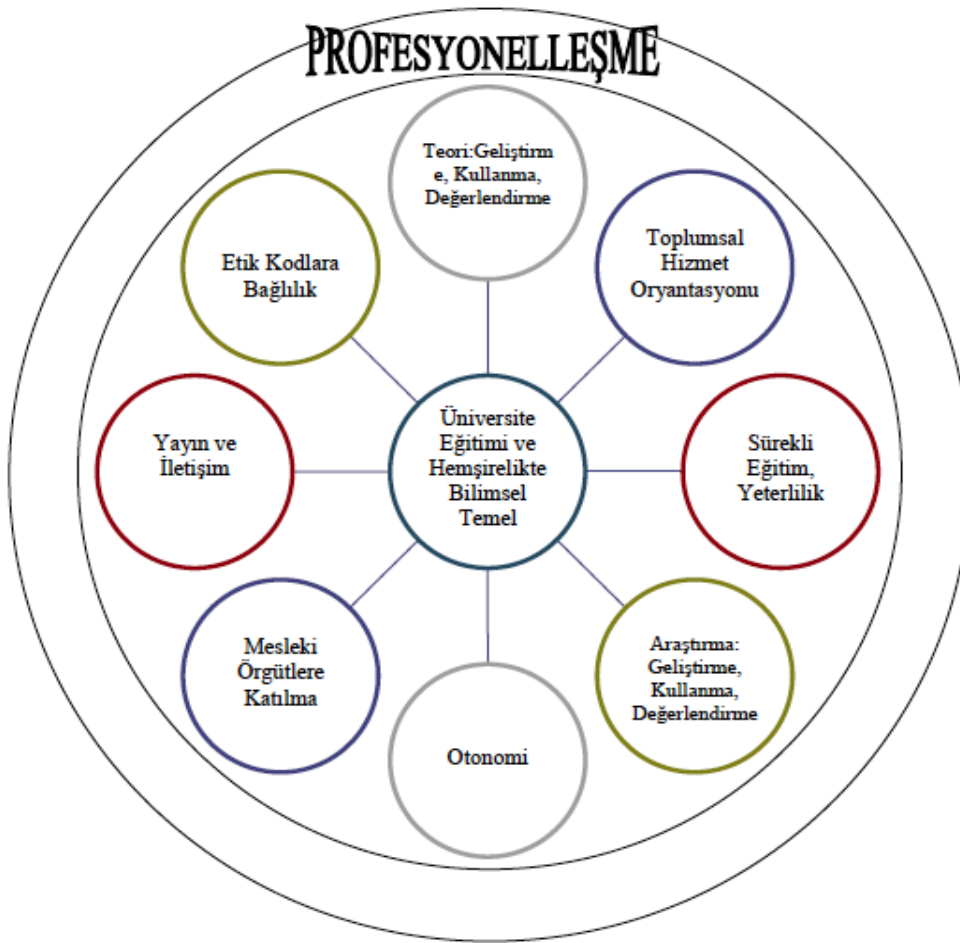 PROFESYONELLEŞME
Teori:Geliştirm
e, Kullanma,
Değerlendirme
Toplumsal
Hizmet
Oryantasyonu
Etik Kodlara
Bağlılık
Üniversite
Eğitimi ve
Hemşirelikte
Bilimsel
Temel
Yayın ve
İletişim
Sürekli
Eğitim,
Yeterlilik
Mesleki
Örgütlere
Katılma
Araştırma:
Geliştirme,
Kullanma,
Değerlendirme
Otonomi